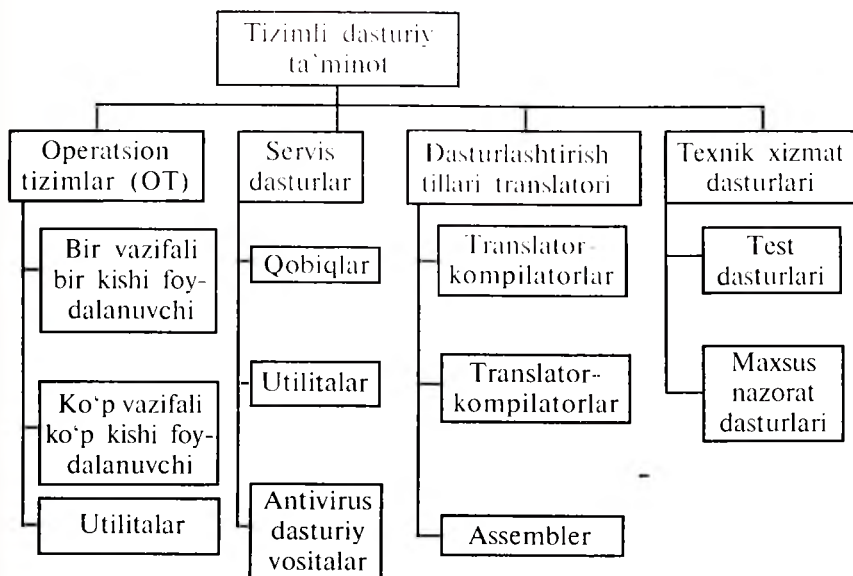 Tizimli dasturiy
ta`minot
Operatsion
tizimlar (OT)
Servis
dasturlar
Dasturlashtirish
tillari translatori
Texnik xizmat
dasturlari
Bir vazifali
bir kishi foy-
dalanuvchi
Ko‘p vazifali
ko‘p kishi foy-
dalanuvchi
Utilitalar
Qobiqlar
Utilitalar
Antivirus
dasturiy
vositalar
Translator-
kompilatorlar
Translator-
kompilatorlar
Assembler
Test
dasturlari
Maxsus
nazorat
dasturlari